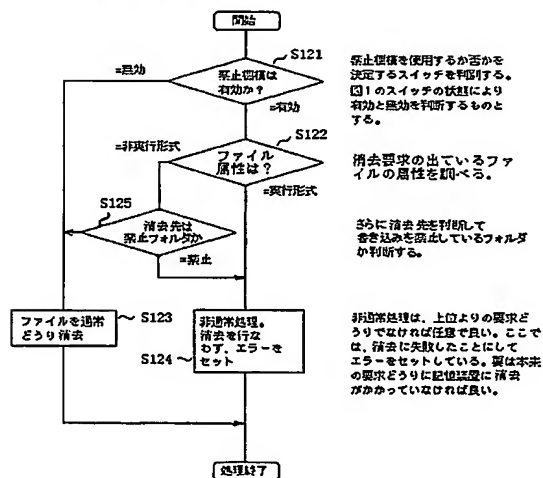 開始
S121
禁止機構は
有効か？
=無効
=有効
禁止機構を使用するか否かを
決定するスイッチを判別する。
図1のスイッチの状態により
有効と無効を判断するものと
する。
S122
ファイル
属性は？
=非実行形式
=実行形式
消去要求の出ているファ
イルの属性を調べる。
S125
消去先は
禁止フォルダか
=禁止
さらに消去先を判断して
書き込みを禁止しているフォルダ
か判断する。
ファイルを通常
どうり消去
S123
非通常処理。
消去を行な
わず、エラーを
セット
S124
非通常処理は、上位よりの要求ど
うりでなければ任意で良い。ここで
は、消去に失敗したことにして
エラーをセットしている。要は本来
の要求どうりに記憶装置に消去
がかかっていなければ良い。
処理終了